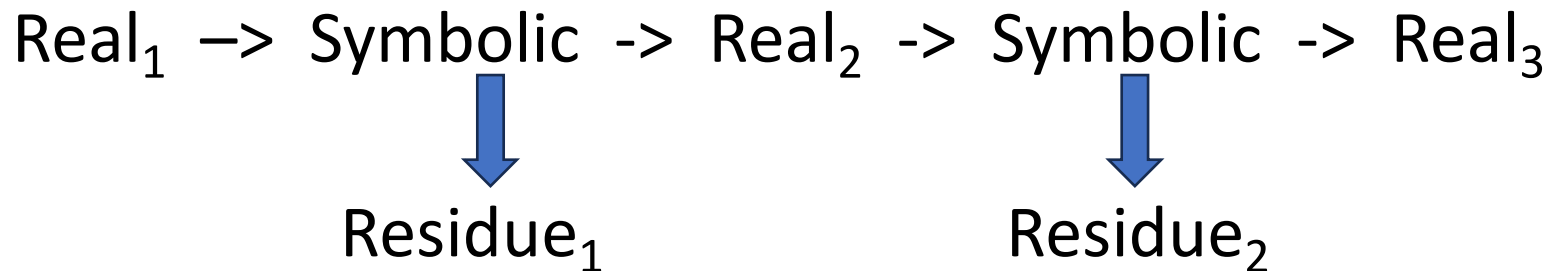 Real₁ –> Symbolic -> Real₂ -> Symbolic -> Real₃
Residue₁ Residue₂